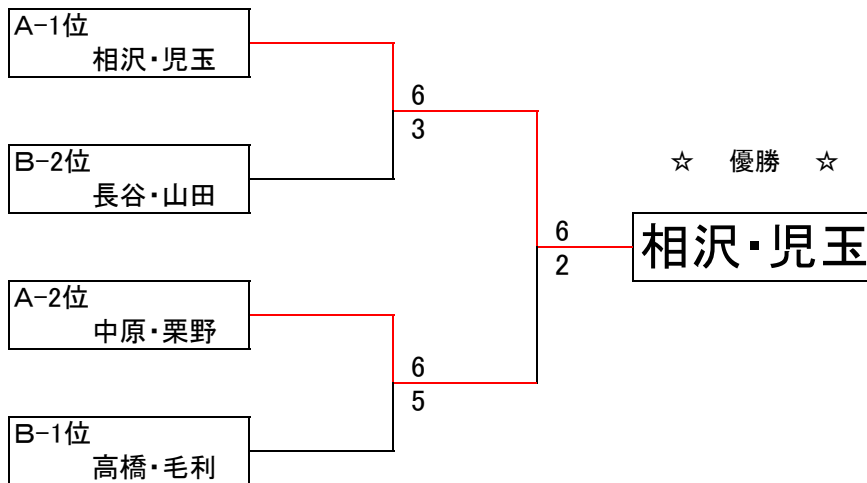 A-1位
相沢・児玉
6
3
B-2位
長谷・山田
☆ 優勝 ☆
6
2
相沢・児玉
A-2位
中原・栗野
6
5
B-1位
高橋・毛利